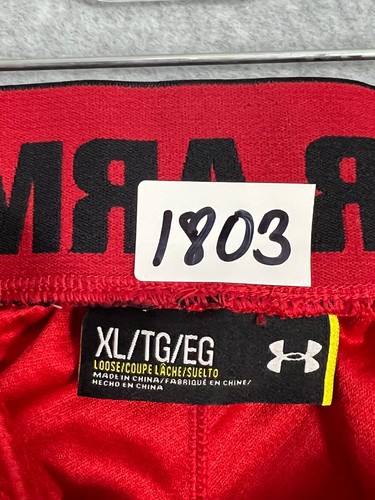 R ARM
1803
XL/TG/EG
LOOSE/COUPE LÂCHE/SUELTO
MADE IN CHINA/FABRIQUÉ EN CHINE/
HECHO EN CHINA